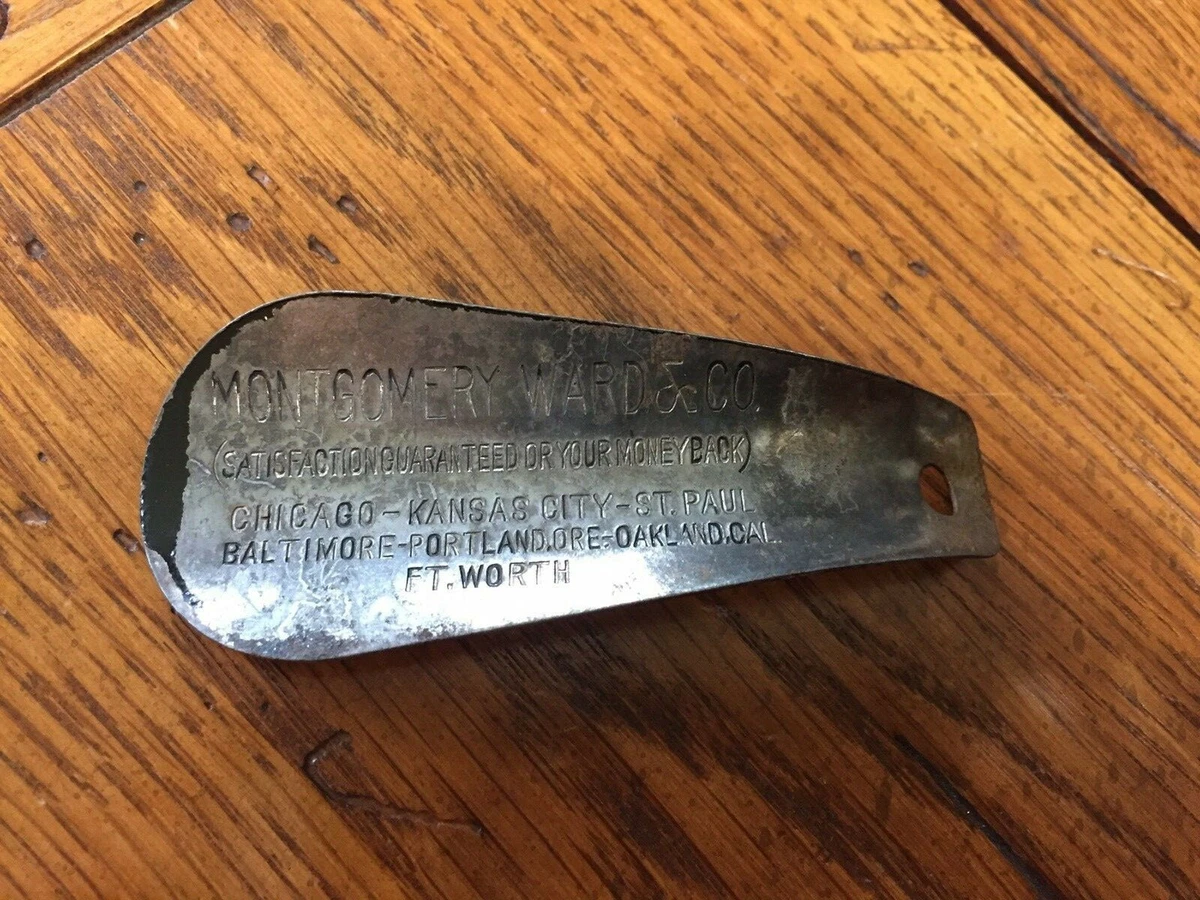 MONTGOMERY WARD & CO.
(SATISFACTION GUARANTEED OR YOUR MONEY BACK)
CHICAGO - KANSAS CITY - ST. PAUL
BALTIMORE - PORTLAND, ORE - OAKLAND, CAL.
FT. WORTH